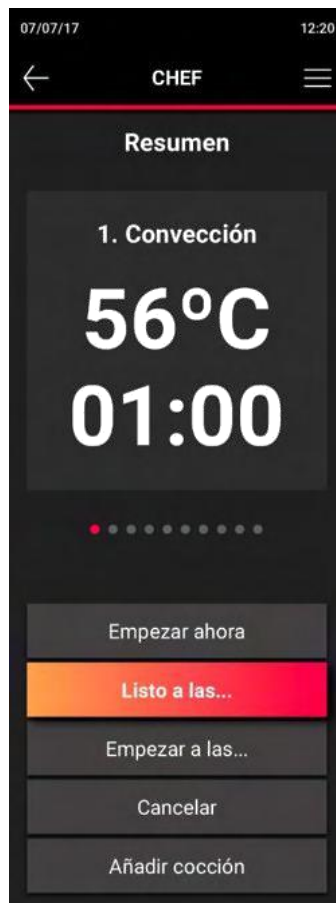 07/07/17 12:20
CHEF
Resumen
1. Convección
56ºC
01:00
Empezar ahora
Listo a las...
Empezar a las...
Cancelar
Añadir cocción